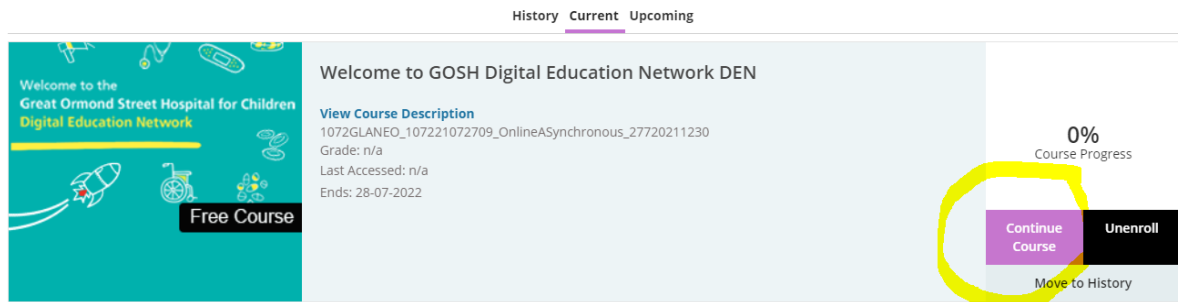 History Current Upcoming
Welcome to the
Great Ormond Street Hospital for Children
Digital Education Network
Free Course
Welcome to GOSH Digital Education Network DEN
View Course Description
1072GLANEO_107221072709_OnlineASynchronous_27720211230
Grade: n/a
Last Accessed: n/a
Ends: 28-07-2022
0%
Course Progress
Continue
Course
Unenroll
Move to History